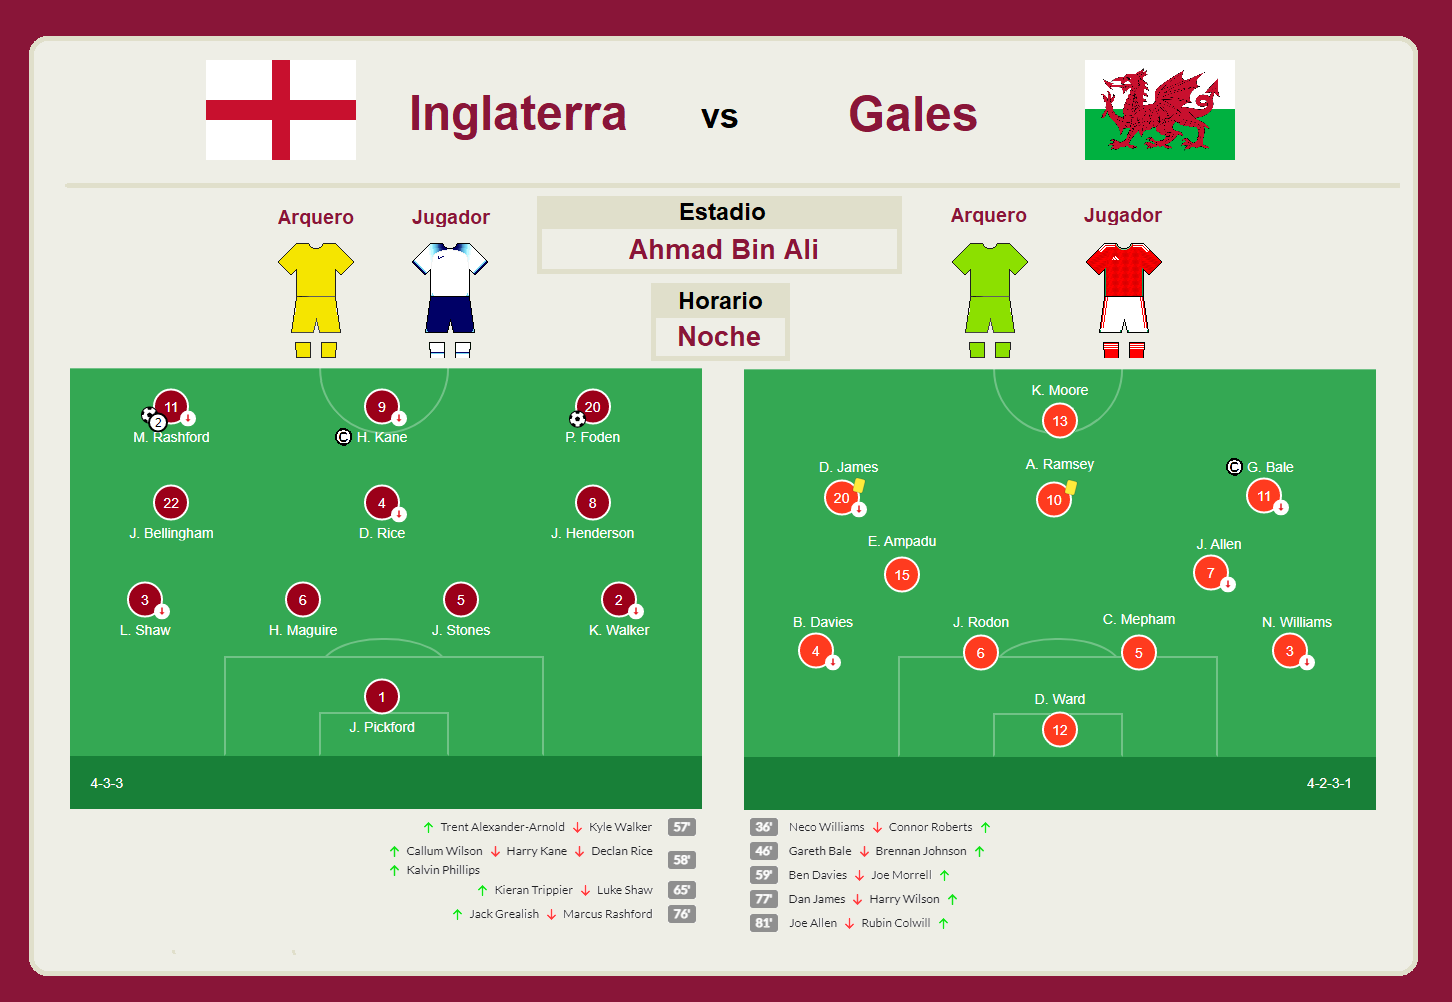 Inglaterra vs Gales
Arquero Jugador
Estadio
Ahmad Bin Ali
Horario
Noche
Arquero Jugador
11 9 20
2
M. Rashford © H. Kane P. Foden
22 4 8
J. Bellingham D. Rice J. Henderson
3 6 5 2
L. Shaw H. Maguire J. Stones K. Walker
1
J. Pickford
4-3-3
K. Moore
13
D. James A. Ramsey © G. Bale
20 10 11
E. Ampadu J. Allen
15 7
B. Davies J. Rodon C. Mepham N. Williams
4 6 5 3
D. Ward
12
4-2-3-1
↑ Trent Alexander-Arnold ↓ Kyle Walker 57'
↑ Callum Wilson ↓ Harry Kane ↓ Declan Rice 58'
↑ Kalvin Phillips
↑ Kieran Trippier ↓ Luke Shaw 65'
↑ Jack Grealish ↓ Marcus Rashford 76'
36' Neco Williams ↓ Connor Roberts ↑
46' Gareth Bale ↓ Brennan Johnson ↑
59' Ben Davies ↓ Joe Morrell ↑
77' Dan James ↓ Harry Wilson ↑
81' Joe Allen ↓ Rubin Colwill ↑